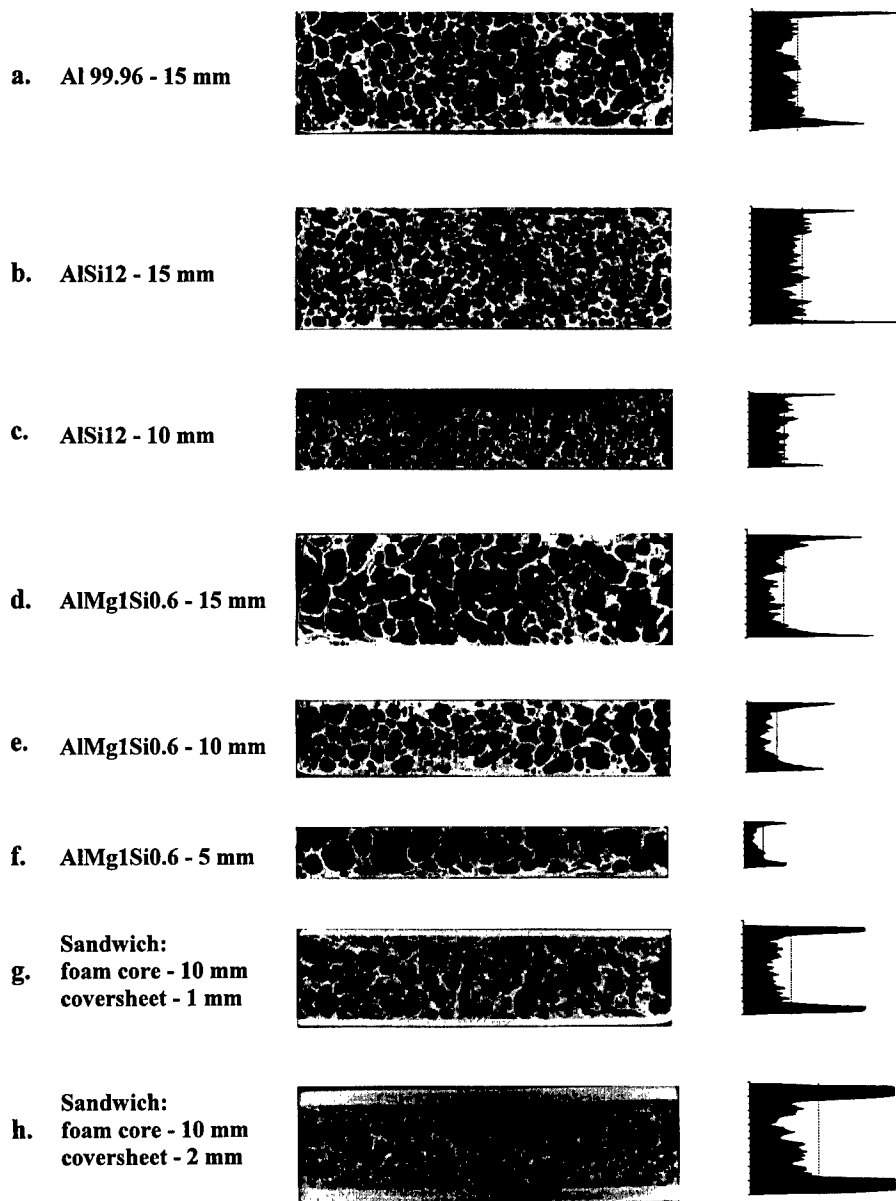 a. Al 99.96 - 15 mm
b. AlSi12 - 15 mm
c. AlSi12 - 10 mm
d. AlMg1Si0.6 - 15 mm
e. AlMg1Si0.6 - 10 mm
f. AlMg1Si0.6 - 5 mm
Sandwich:
g. foam core - 10 mm
coversheet - 1 mm
Sandwich:
h. foam core - 10 mm
coversheet - 2 mm